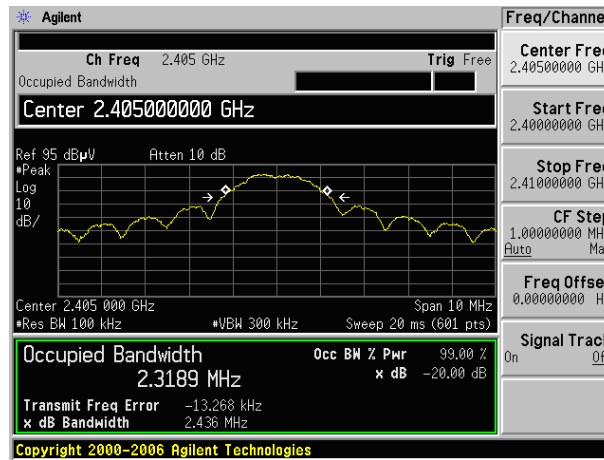 Agilent
Freq/Channe
Ch Freq 2.405 GHz Trig Free
Occupied Bandwidth
Center 2.405000000 GHz
Center Fre
2.40500000 GH
Start Fre
2.40000000 GH
Stop Fre
2.41000000 GH
CF Ste
1.00000000 MH
Auto Ma
Freq Offse
0.00000000 H
Signal Trac
On Of
Ref 95 dBµV Atten 10 dB
#Peak
Log
10
dB/
Center 2.405 000 GHz Span 10 MHz
#Res BW 100 kHz #VBW 300 kHz Sweep 20 ms (601 pts)
Occupied Bandwidth Occ BW % Pwr 99.00 %
2.3189 MHz x dB -20.00 dB
Transmit Freq Error -13.268 kHz
x dB Bandwidth 2.436 MHz
Copyright 2000-2006 Agilent Technologies